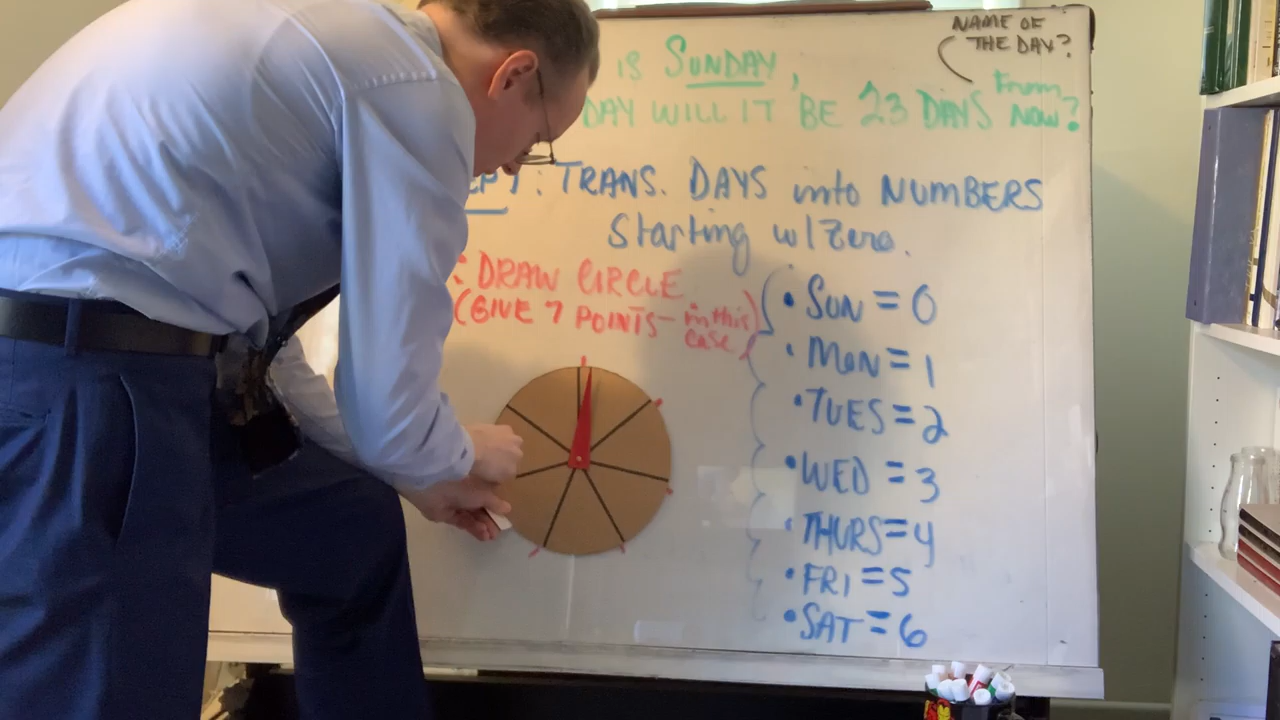 NAME OF
THE DAY?
IS SUNDAY,
DAY WILL IT BE 23 DAYS From
NOW?
EP 1: TRANS. DAYS into NUMBERS
Starting w/Zero.
: DRAW CIRCLE
(GIVE 7 POINTS - in this
case)
• SUN = 0
• MON = 1
• TUES = 2
• WED = 3
• THURS = 4
• FRI = 5
• SAT = 6